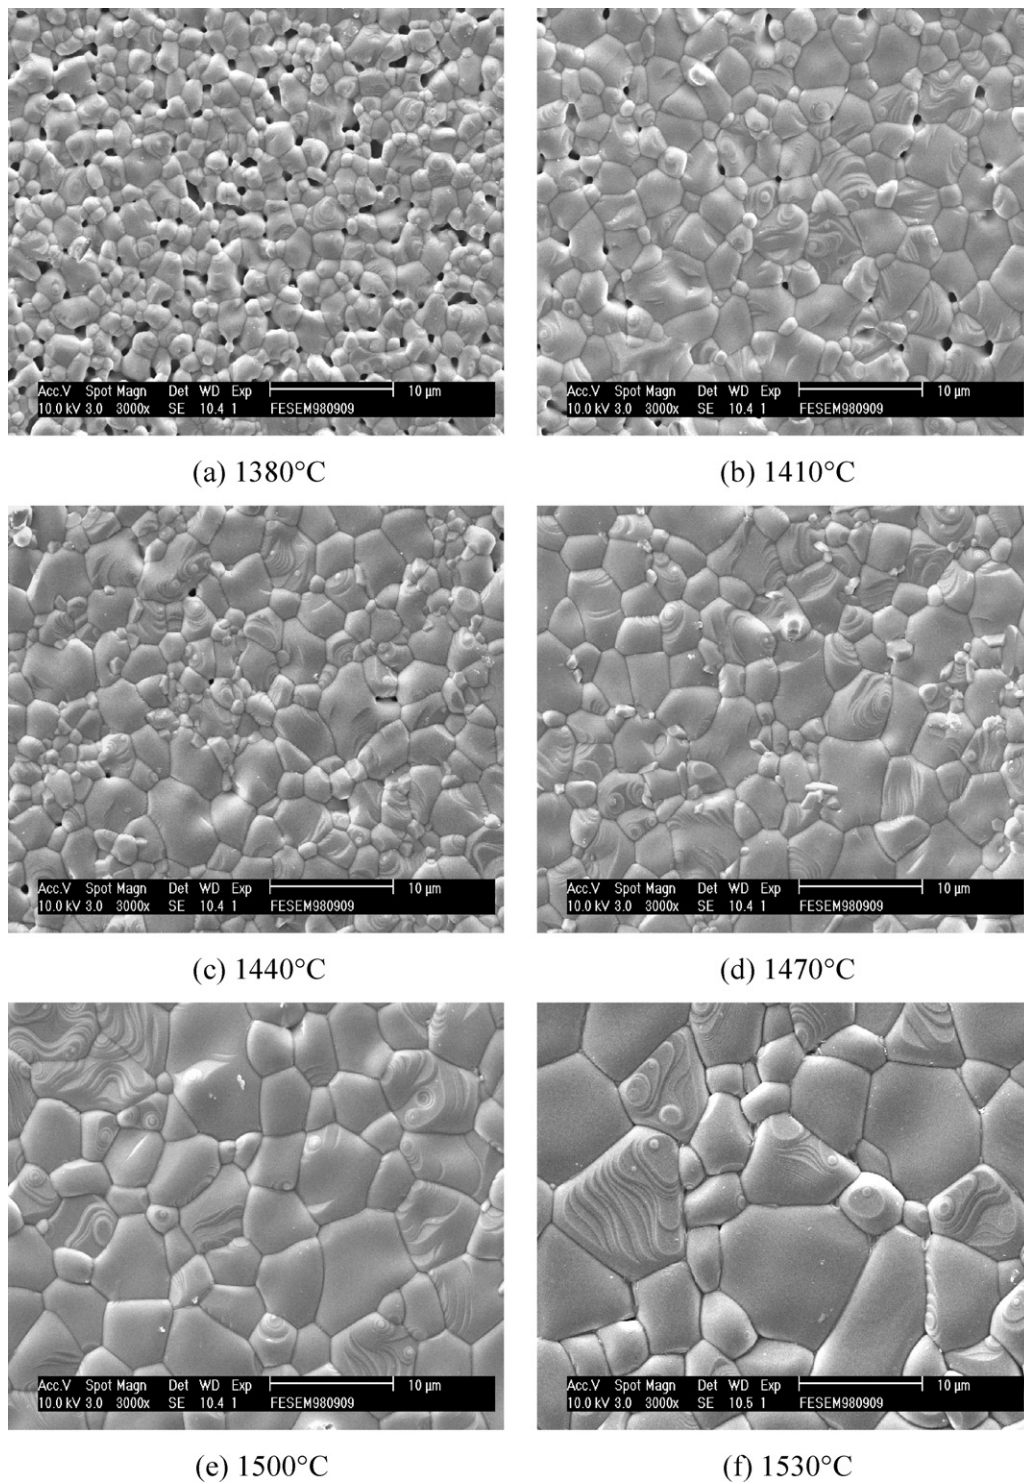 Acc.V Spot Magn Det WD Exp 10 µm
10.0 kV 3.0 3000x SE 10.4 1 FESEM980909
Acc.V Spot Magn Det WD Exp 10 µm
10.0 kV 3.0 3000x SE 10.4 1 FESEM980909
(a) 1380°C
(b) 1410°C
Acc.V Spot Magn Det WD Exp 10 µm
10.0 kV 3.0 3000x SE 10.4 1 FESEM980909
Acc.V Spot Magn Det WD Exp 10 µm
10.0 kV 3.0 3000x SE 10.4 1 FESEM980909
(c) 1440°C
(d) 1470°C
Acc.V Spot Magn Det WD Exp 10 µm
10.0 kV 3.0 3000x SE 10.4 1 FESEM980909
Acc.V Spot Magn Det WD Exp 10 µm
10.0 kV 3.0 3000x SE 10.5 1 FESEM980909
(e) 1500°C
(f) 1530°C